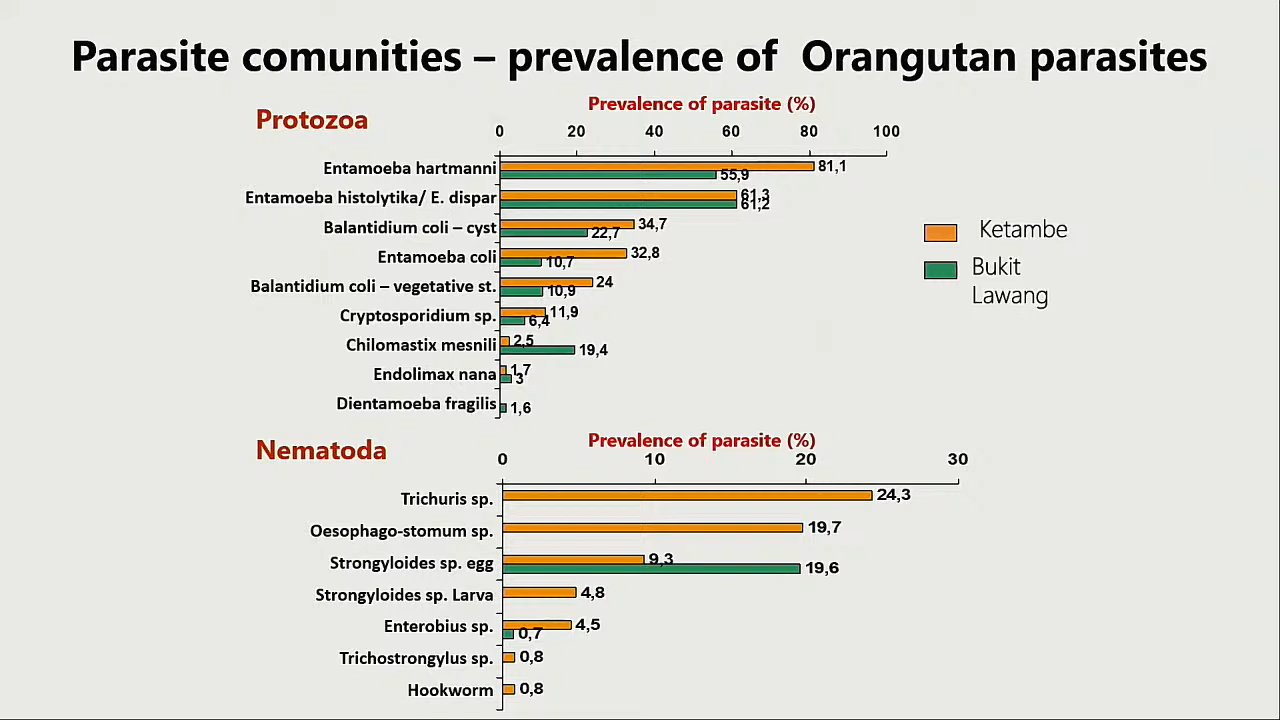 Parasite comunities – prevalence of Orangutan parasites
Protozoa
Prevalence of parasite (%)
0 20 40 60 80 100
Entamoeba hartmanni 81,1
55,9
Entamoeba histolytika/ E. dispar 61,3
61,2
Balantidium coli – cyst 34,7
22,7
Entamoeba coli 32,8
10,7
Balantidium coli – vegetative st. 24
10,9
Cryptosporidium sp. 11,9
6,4
Chilomastix mesnili 2,5
19,4
Endolimax nana 1,7
3
Dientamoeba fragilis 1,6
Ketambe
Bukit
Lawang
Nematoda
Prevalence of parasite (%)
0 10 20 30
Trichuris sp. 24,3
Oesophago-stomum sp. 19,7
Strongyloides sp. egg 9,3
19,6
Strongyloides sp. Larva 4,8
Enterobius sp. 4,5
0,7
Trichostrongylus sp. 0,8
Hookworm 0,8